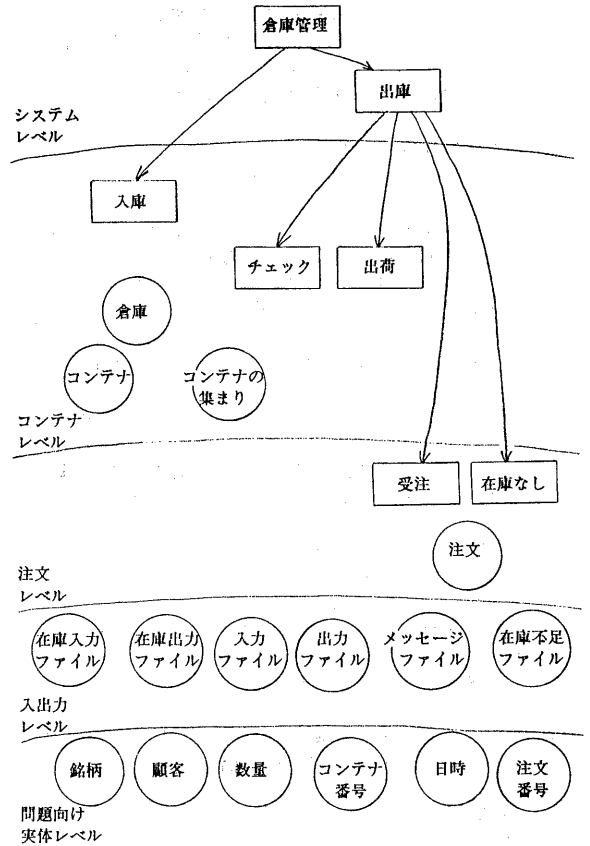 倉庫管理
出庫
システム
レベル
入庫
チェック
出荷
倉庫
コンテナ
コンテナの
集まり
コンテナ
レベル
受注
在庫なし
注文
注文
レベル
在庫入力
ファイル
在庫出力
ファイル
入力
ファイル
出力
ファイル
メッセージ
ファイル
在庫不足
ファイル
入出力
レベル
銘柄
顧客
数量
コンテナ
番号
日時
注文
番号
問題向け
実体レベル